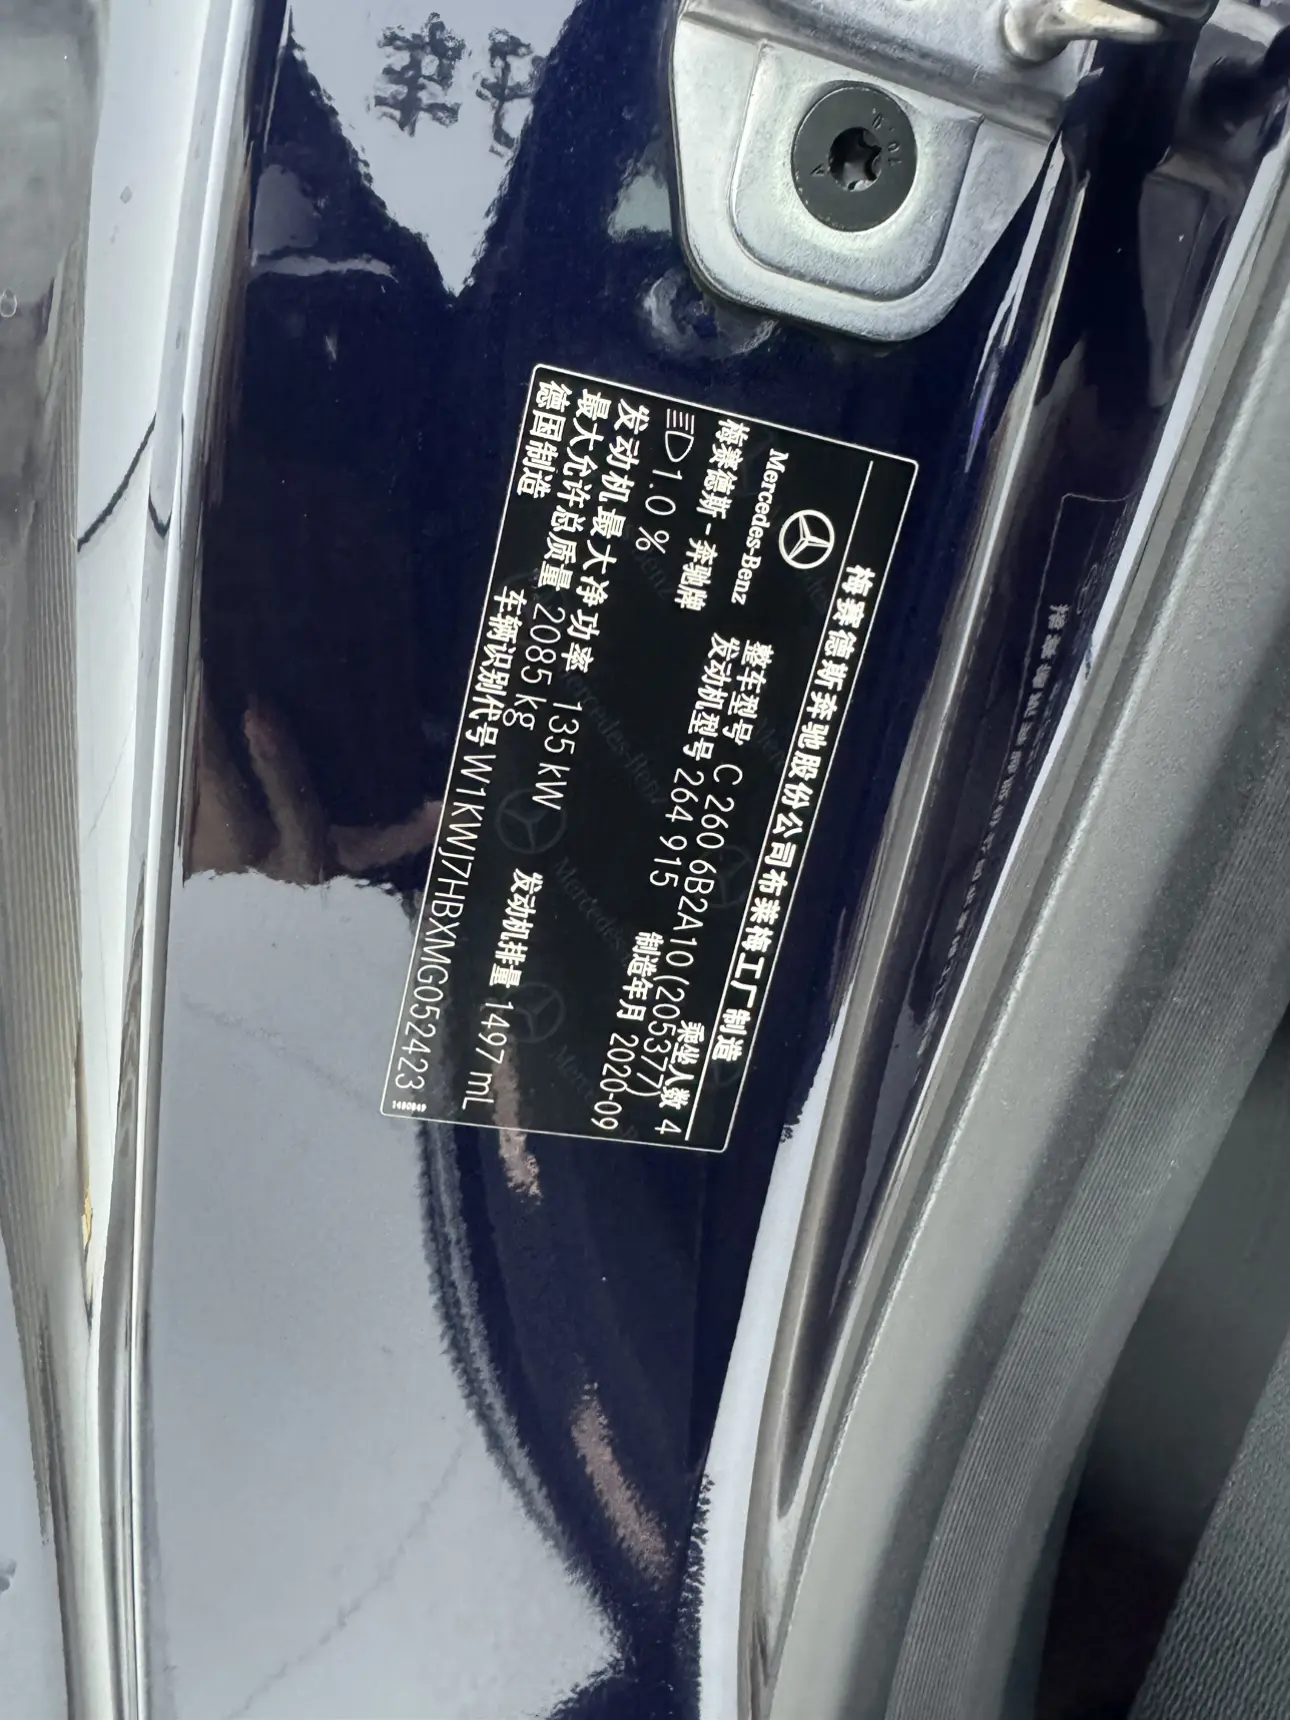 梅赛德斯奔驰股份公司布莱梅工厂制造
Mercedes-Benz
乘坐人数 4
梅赛德斯-奔驰牌 整车型号 C 260 6B2A10 (205377)
1.0 % 发动机型号 264 915 制造年月 2020-09
发动机最大净功率 135 kW 发动机排量 1497 mL
最大允许总质量 2085 kg
德国制造 车辆识别代号 W1KWJ7HBXMG052423
1480849